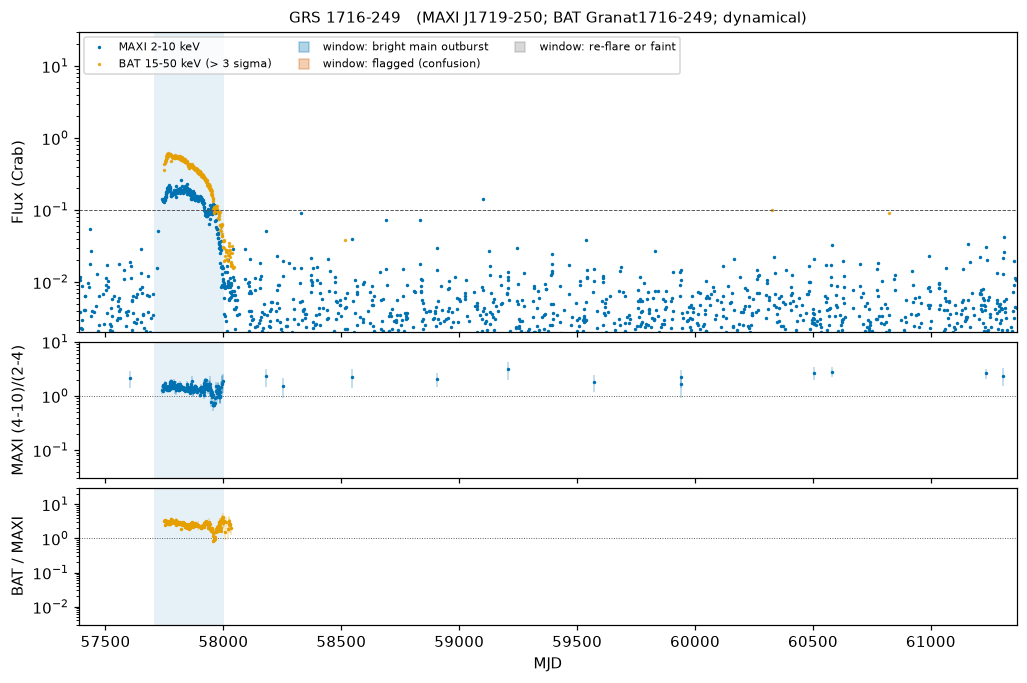 GRS 1716-249   (MAXI J1719-250; BAT Granat1716-249; dynamical)
MAXI 2-10 keV
BAT 15-50 keV (> 3 sigma)
window: bright main outburst
window: flagged (confusion)
window: re-flare or faint
Flux (Crab)
10¹
10⁰
10⁻¹
10⁻²
MAXI (4-10)/(2-4)
10¹
10⁰
10⁻¹
BAT / MAXI
10¹
10⁰
10⁻¹
10⁻²
57500 58000 58500 59000 59500 60000 60500 61000
MJD